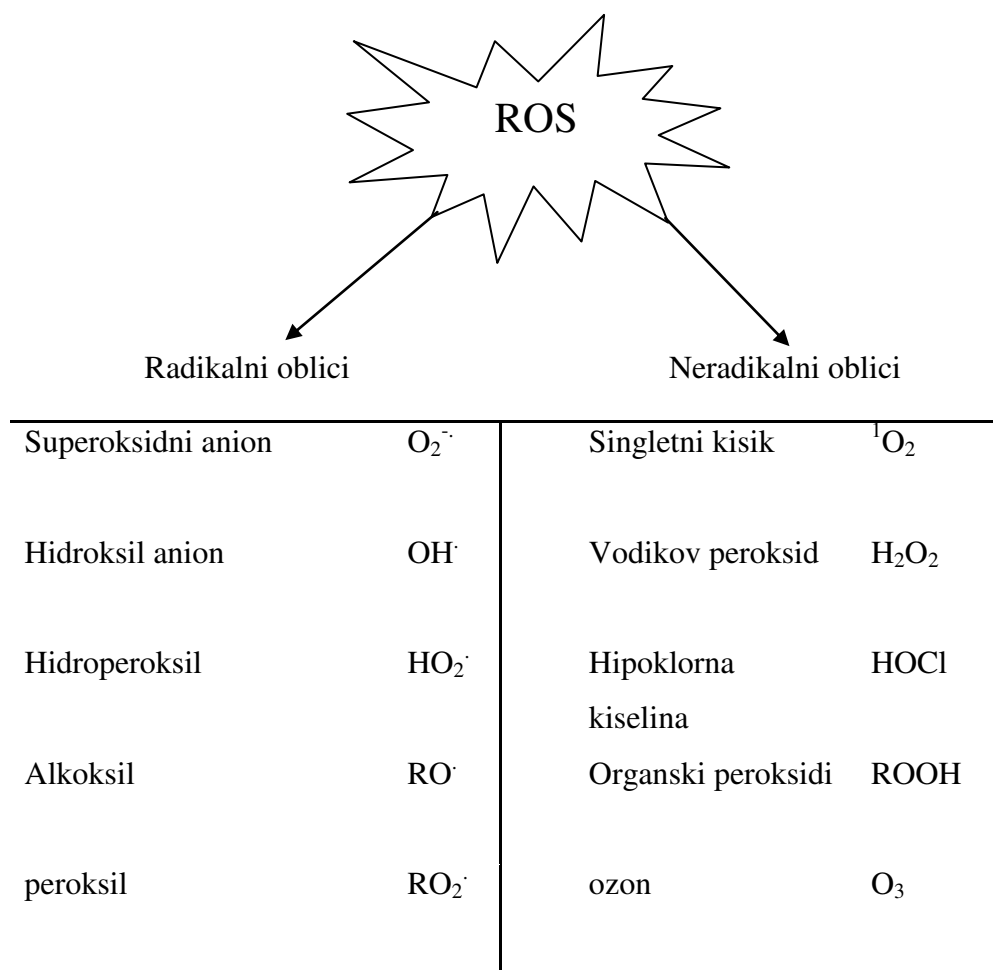 ROS
Radikalni oblici Neradikalni oblici
Superoksidni anion O₂⁻· Singletni kisik ¹O₂
Hidroksil anion OH· Vodikov peroksid H₂O₂
Hidroperoksil HO₂· Hipoklorna HOCl
kiselina
Alkoksil RO· Organski peroksidi ROOH
peroksil RO₂· ozon O₃